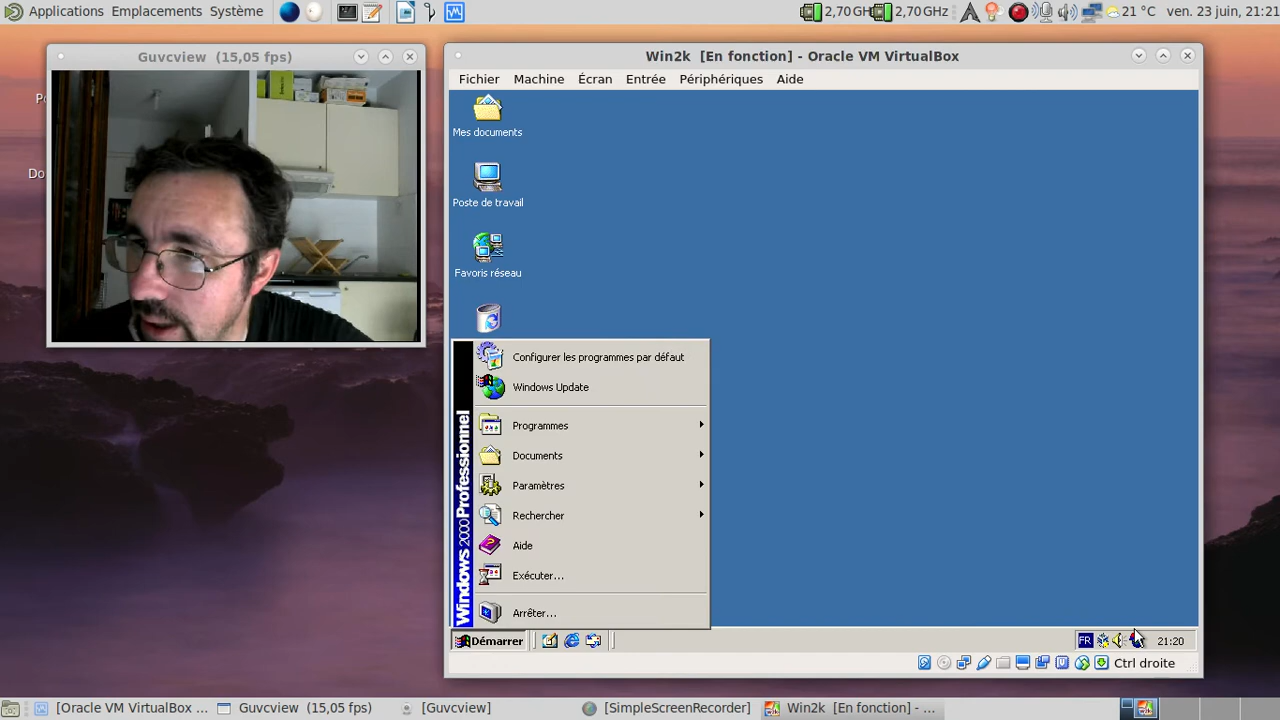 Applications Emplacements Système 2,70 GHz 2,70 GHz 21 °C ven. 23 juin, 21:21
Guvcview (15,05 fps)
Win2k [En fonction] - Oracle VM VirtualBox
Fichier Machine Écran Entrée Périphériques Aide
Mes documents
Poste de travail
Favoris réseau
Configurer les programmes par défaut
Windows Update
Programmes
Documents
Paramètres
Rechercher
Aide
Exécuter...
Arrêter...
Windows 2000 Professionnel
Démarrer FR 21:20
Ctrl droite
[Oracle VM VirtualBox ... Guvcview (15,05 fps) [Guvcview] [SimpleScreenRecorder] Win2k [En fonction] - ...